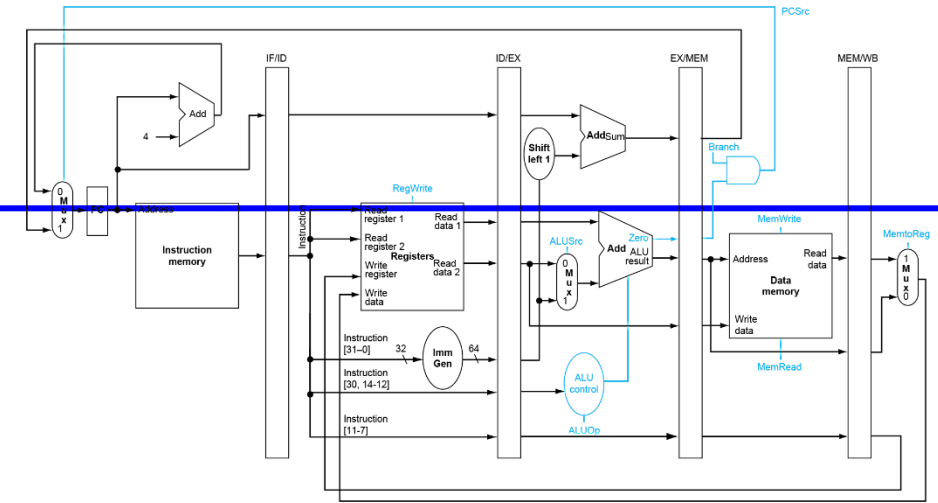 PCSrc
IF/ID
ID/EX
EX/MEM
MEM/WB
Add
4
Add Sum
Shift
left 1
Branch
0
M
u
x
1
PC
Address
Instruction
memory
Instruction
RegWrite
Read
register 1
Read
data 1
Read
register 2
Registers
Write
register
Read
data 2
Write
data
ALUSrc
0
M
u
x
1
Add
Zero
ALU
result
MemWrite
Address
Read
data
Data
memory
Write
data
MemRead
MemtoReg
1
M
u
x
0
Instruction
[31–0]
32
Imm
Gen
64
Instruction
[30, 14-12]
ALU
control
Instruction
[11-7]
ALUOp